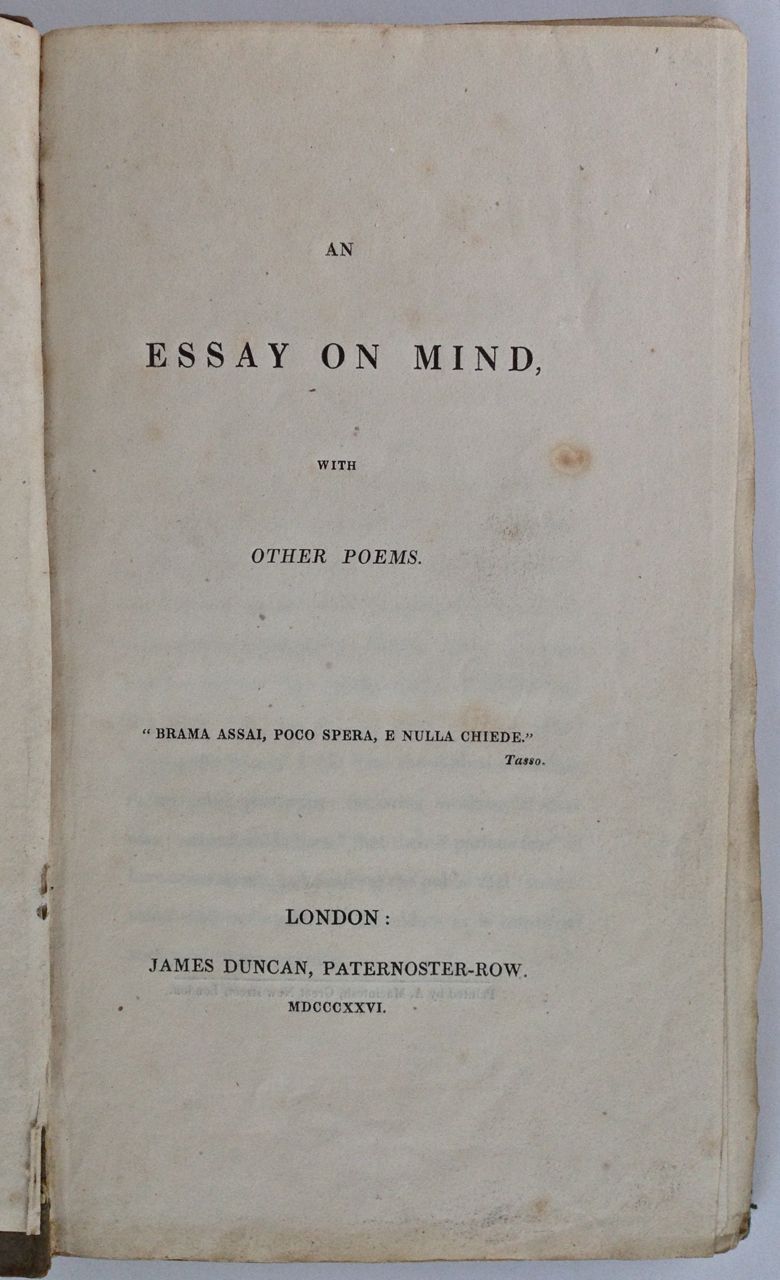 AN
ESSAY ON MIND,
WITH
OTHER POEMS.
“ BRAMA ASSAI, POCO SPERA, E NULLA CHIEDE.”
Tasso.
LONDON:
JAMES DUNCAN, PATERNOSTER-ROW.
MDCCCXXVI.